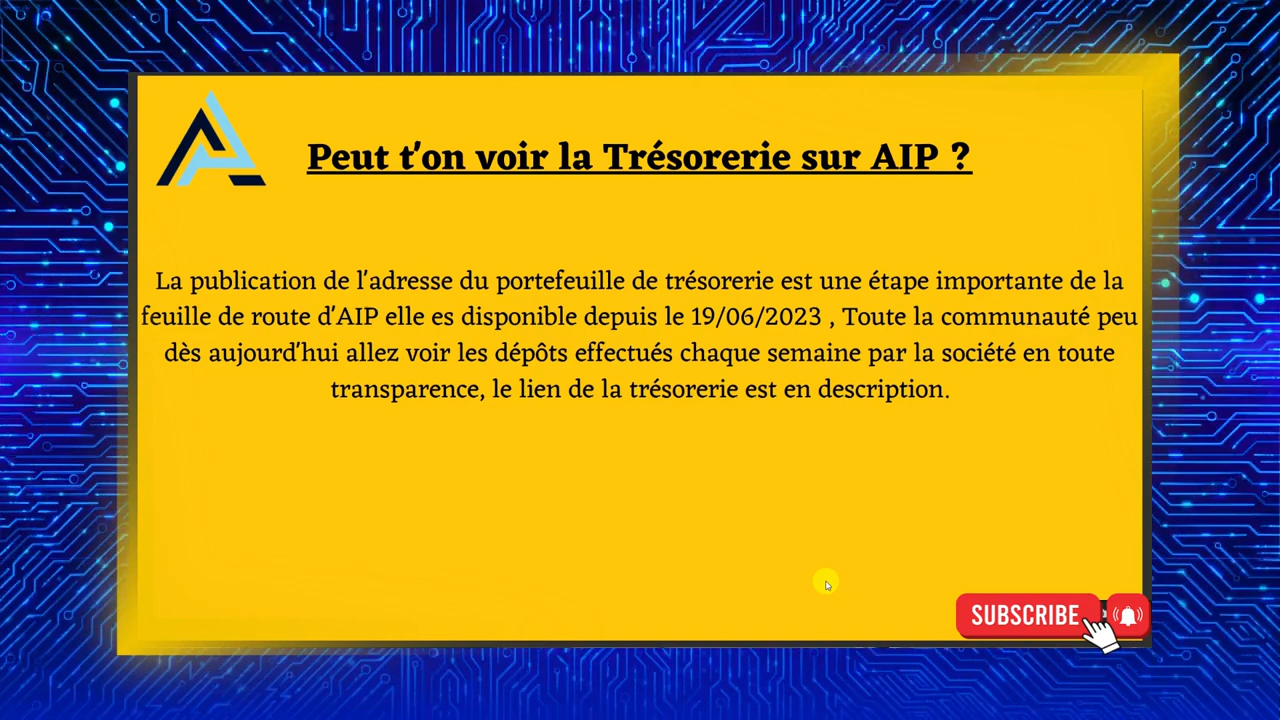 Peut t'on voir la Trésorerie sur AIP ?
La publication de l'adresse du portefeuille de trésorerie est une étape importante de la
feuille de route d'AIP elle es disponible depuis le 19/06/2023 , Toute la communauté peu
dès aujourd'hui allez voir les dépôts effectués chaque semaine par la société en toute
transparence, le lien de la trésorerie est en description.
SUBSCRIBE